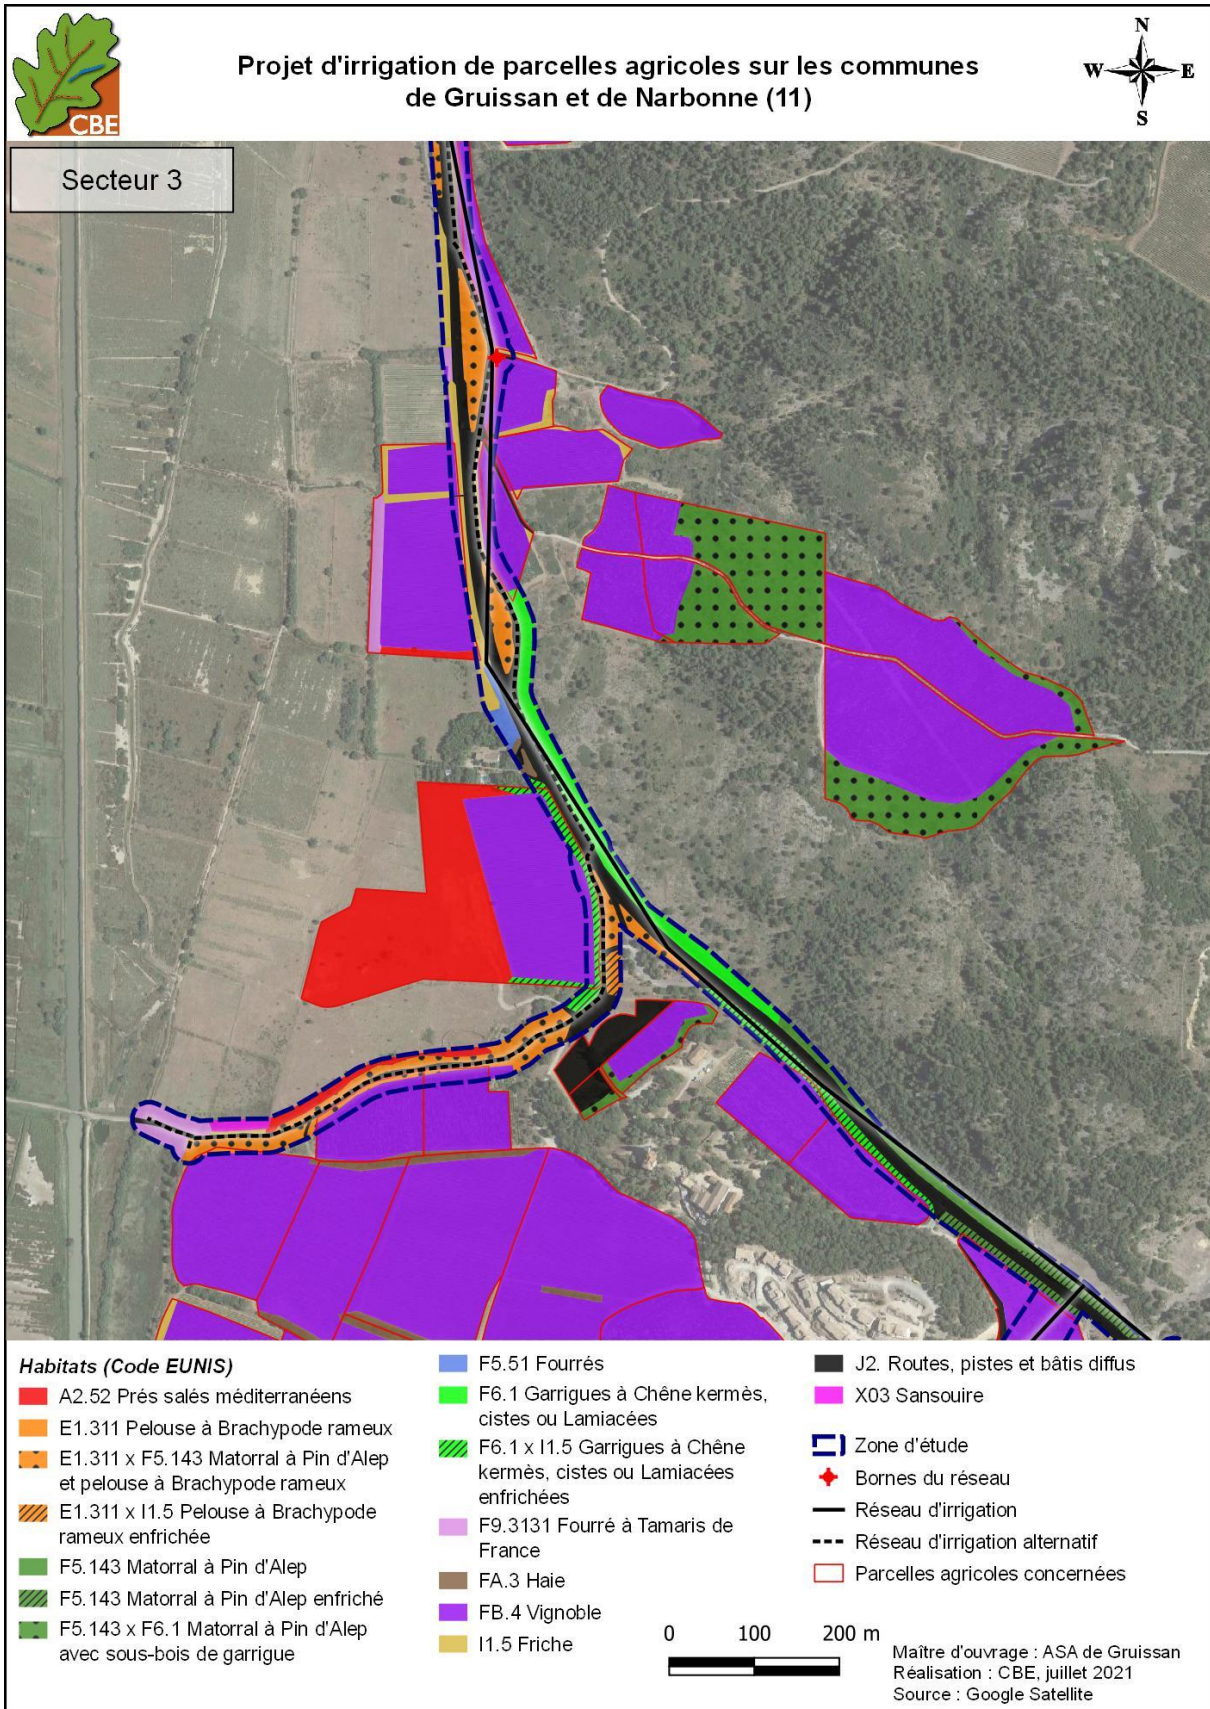 CBE
Projet d'irrigation de parcelles agricoles sur les communes
de Gruissan et de Narbonne (11)
N
W E
S
Secteur 3
Habitats (Code EUNIS)
A2.52 Prés salés méditerranéens
E1.311 Pelouse à Brachypode rameux
E1.311 x F5.143 Matorral à Pin d'Alep
et pelouse à Brachypode rameux
E1.311 x I1.5 Pelouse à Brachypode
rameux enfrichée
F5.143 Matorral à Pin d'Alep
F5.143 Matorral à Pin d'Alep enfriché
F5.143 x F6.1 Matorral à Pin d'Alep
avec sous-bois de garrigue
F5.51 Fourrés
F6.1 Garrigues à Chêne kermès,
cistes ou Lamiacées
F6.1 x I1.5 Garrigues à Chêne
kermès, cistes ou Lamiacées
enfrichées
F9.3131 Fourré à Tamaris de
France
FA.3 Haie
FB.4 Vignoble
I1.5 Friche
J2. Routes, pistes et bâtis diffus
X03 Sansouire
Zone d'étude
Bornes du réseau
Réseau d'irrigation
Réseau d'irrigation alternatif
Parcelles agricoles concernées
0 100 200 m
Maître d'ouvrage : ASA de Gruissan
Réalisation : CBE, juillet 2021
Source : Google Satellite